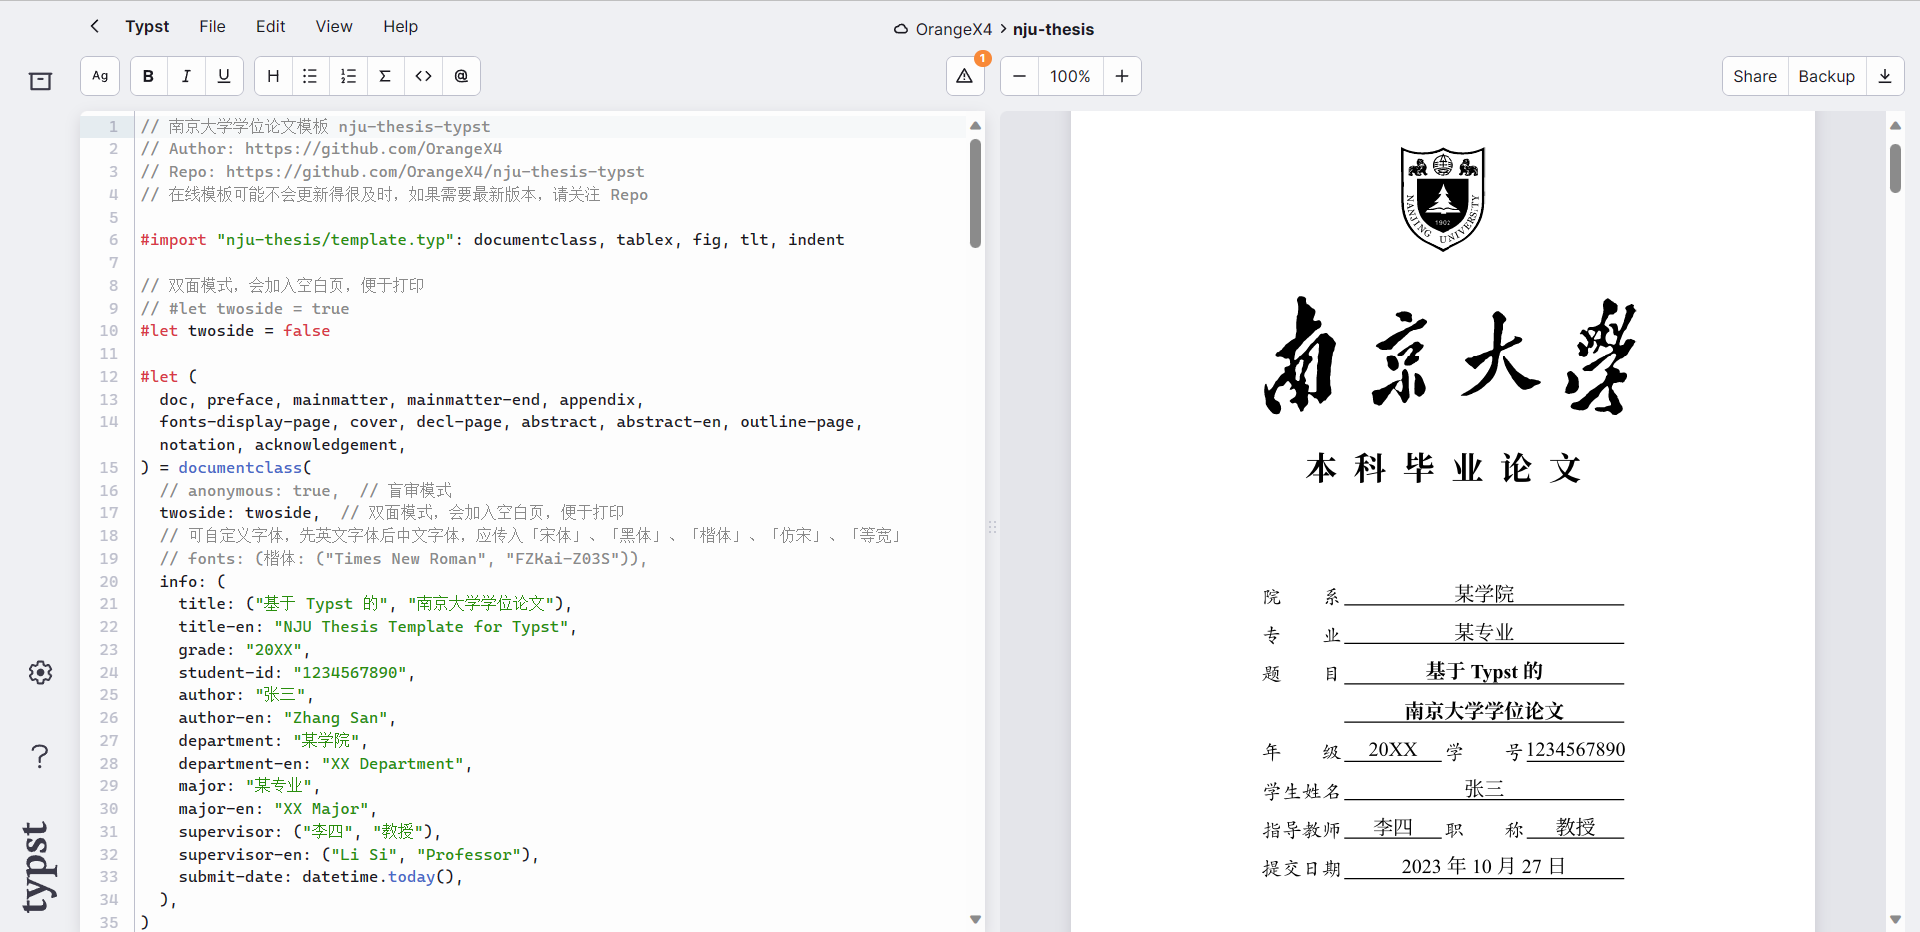 Typst File Edit View Help
OrangeX4 > nju-thesis
Ag B I U H Σ <> @
1
100%
Share Backup
1 // 南京大学学位论文模板 nju-thesis-typst
2 // Author: https://github.com/OrangeX4
3 // Repo: https://github.com/OrangeX4/nju-thesis-typst
4 // 在线模板可能不会更新得很及时，如果需要最新版本，请关注 Repo
5
6 #import "nju-thesis/template.typ": documentclass, tablex, fig, tlt, indent
7
8 // 双面模式，会加入空白页，便于打印
9 // #let twoside = true
10 #let twoside = false
11
12 #let (
13 doc, preface, mainmatter, mainmatter-end, appendix,
14 fonts-display-page, cover, decl-page, abstract, abstract-en, outline-page,
notation, acknowledgement,
15 ) = documentclass(
16 // anonymous: true, // 盲审模式
17 twoside: twoside, // 双面模式，会加入空白页，便于打印
18 // 可自定义字体，先英文字体后中文字体，应传入「宋体」、「黑体」、「楷体」、「仿宋」、「等宽」
19 // fonts: (楷体: ("Times New Roman", "FZKai-Z03S")),
20 info: (
21 title: ("基于 Typst 的", "南京大学学位论文"),
22 title-en: "NJU Thesis Template for Typst",
23 grade: "20XX",
24 student-id: "1234567890",
25 author: "张三",
26 author-en: "Zhang San",
27 department: "某学院",
28 department-en: "XX Department",
29 major: "某专业",
30 major-en: "XX Major",
31 supervisor: ("李四", "教授"),
32 supervisor-en: ("Li Si", "Professor"),
33 submit-date: datetime.today(),
34 ),
35 )
typst
NANJING UNIVERSITY
1902
南京大學
本科毕业论文
院 系 某学院
专 业 某专业
题 目 基于 Typst 的
南京大学学位论文
年 级 20XX 学 号 1234567890
学生姓名 张三
指导教师 李四 职 称 教授
提交日期 2023 年 10 月 27 日